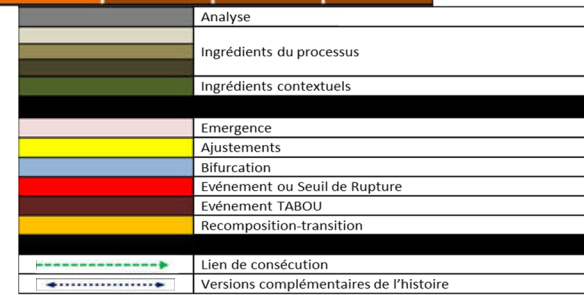 Analyse
Ingrédients du processus
Ingrédients contextuels
Emergence
Ajustements
Bifurcation
Evénement ou Seuil de Rupture
Evénement TABOU
Recomposition-transition
Lien de consécution
Versions complémentaires de l'histoire